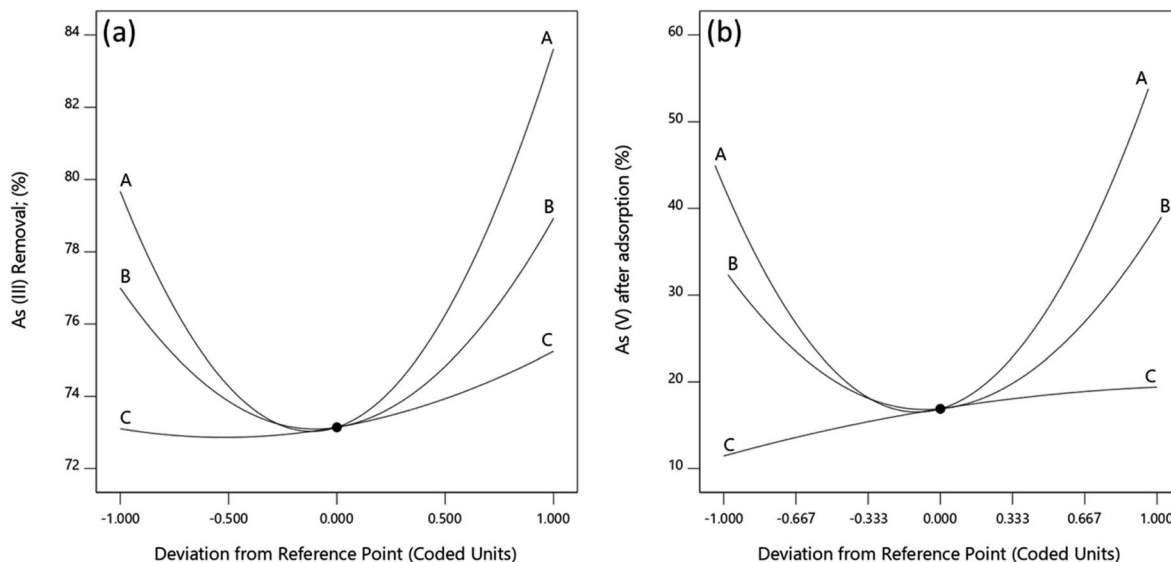 (a)
As (III) Removal; (%)
84
82
80
78
76
74
72
A
B
C
A
B
C
-1.000 -0.500 0.000 0.500 1.000
Deviation from Reference Point (Coded Units)
(b)
As (V) after adsorption (%)
60
50
40
30
20
10
A
B
C
A
B
C
-1.000 -0.667 -0.333 0.000 0.333 0.667 1.000
Deviation from Reference Point (Coded Units)